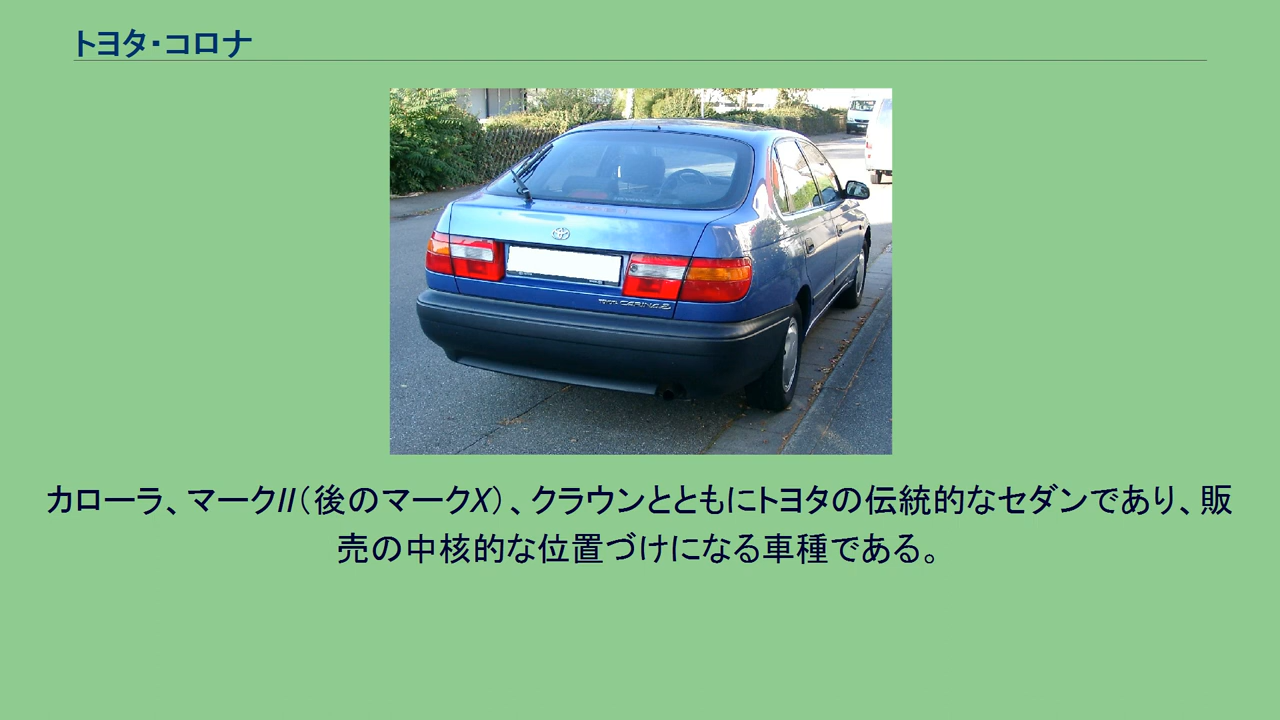 トヨタ・コロナ
CARINA E
カローラ、マークII（後のマークX）、クラウンとともにトヨタの伝統的なセダンであり、販
売の中核的な位置づけになる車種である。